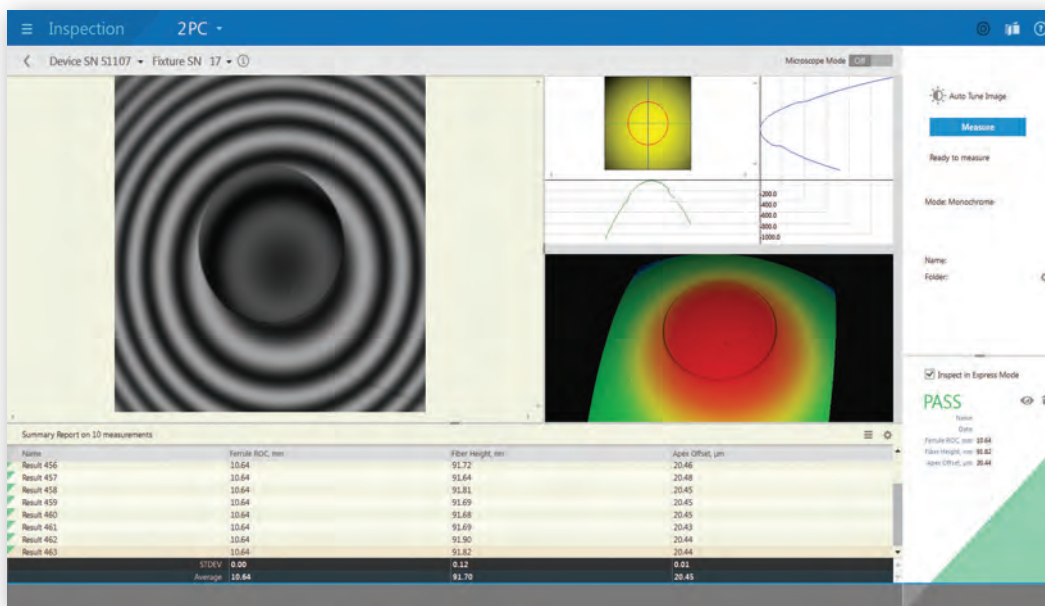 Inspection 2PC
Device SN 51107 Fixture SN 17
Microscope Mode Off
Auto Tune Image
Measure
Ready to measure
Mode: Monochrome
Name:
Folder:
-200.0
-400.0
-600.0
-800.0
-1000.0
Inspect in Express Mode
PASS
Name
Date
Ferrule ROC, mm 10.64
Fiber Height, nm 91.82
Apex Offset, μm 20.44
Summary Report on 10 measurements
Name Ferrule ROC, mm Fiber Height, nm Apex Offset, μm
Result 456 10.64 91.72 20.46
Result 457 10.64 91.64 20.48
Result 458 10.64 91.81 20.45
Result 459 10.64 91.69 20.45
Result 460 10.64 91.68 20.45
Result 461 10.64 91.69 20.43
Result 462 10.64 91.90 20.44
Result 463 10.64 91.82 20.44
STDEV 0.00 0.12 0.01
Average 10.64 91.70 20.45